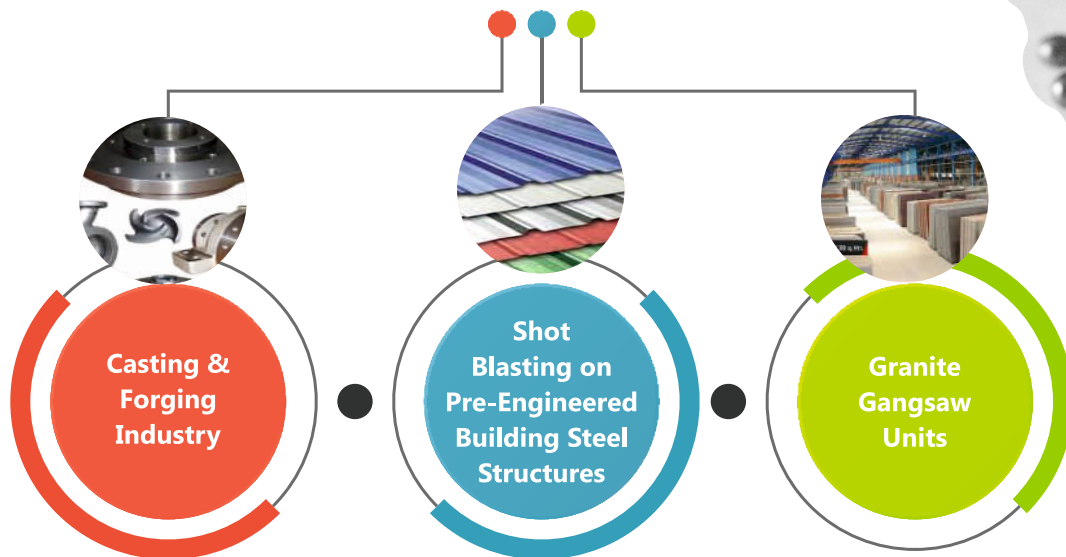 Casting &
Forging
Industry
Shot
Blasting on
Pre-Engineered
Building Steel
Structures
Granite
Gangsaw
Units